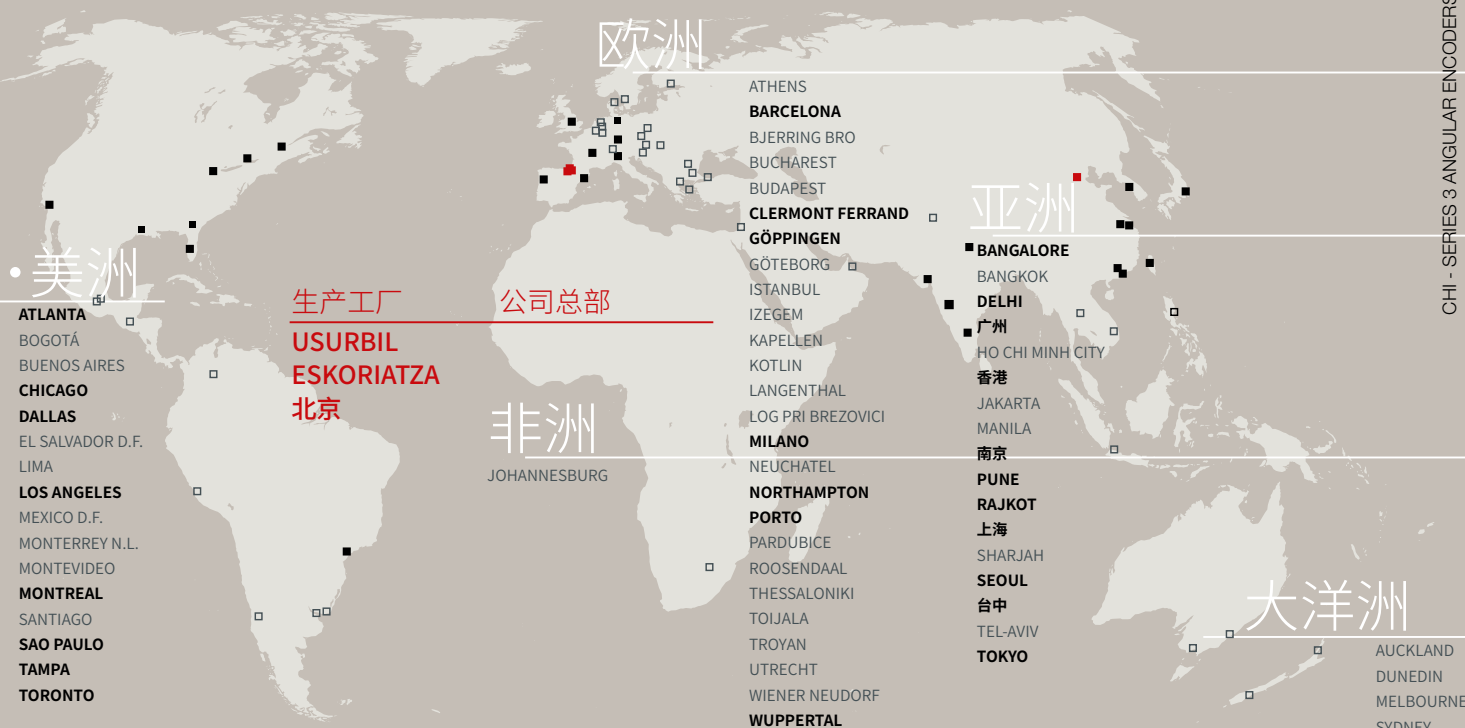 欧洲
ATHENS
BARCELONA
BJERRING BRO
BUCHAREST
BUDAPEST
CLERMONT FERRAND
GÖPPINGEN
GÖTEBORG
ISTANBUL
IZEGEM
KAPELLEN
KOTLIN
LANGENTHAL
LOG PRI BREZOVICI
MILANO
NEUCHATEL
NORTHAMPTON
PORTO
PARDUBICE
ROOSENDAAL
THESSALONIKI
TOIJALA
TROYAN
UTRECHT
WIENER NEUDORF
WUPPERTAL
亚洲
BANGALORE
BANGKOK
DELHI
广州
HO CHI MINH CITY
香港
JAKARTA
MANILA
南京
PUNE
RAJKOT
上海
SHARJAH
SEOUL
台中
TEL-AVIV
TOKYO
• 美洲
ATLANTA
BOGOTÁ
BUENOS AIRES
CHICAGO
DALLAS
EL SALVADOR D.F.
LIMA
LOS ANGELES
MEXICO D.F.
MONTERREY N.L.
MONTEVIDEO
MONTREAL
SANTIAGO
SAO PAULO
TAMPA
TORONTO
生产工厂 公司总部
USURBIL
ESKORIATZA
北京
非洲
JOHANNESBURG
大洋洲
AUCKLAND
DUNEDIN
MELBOURNE
SYDNEY
CHI - SERIES 3 ANGULAR ENCODERS